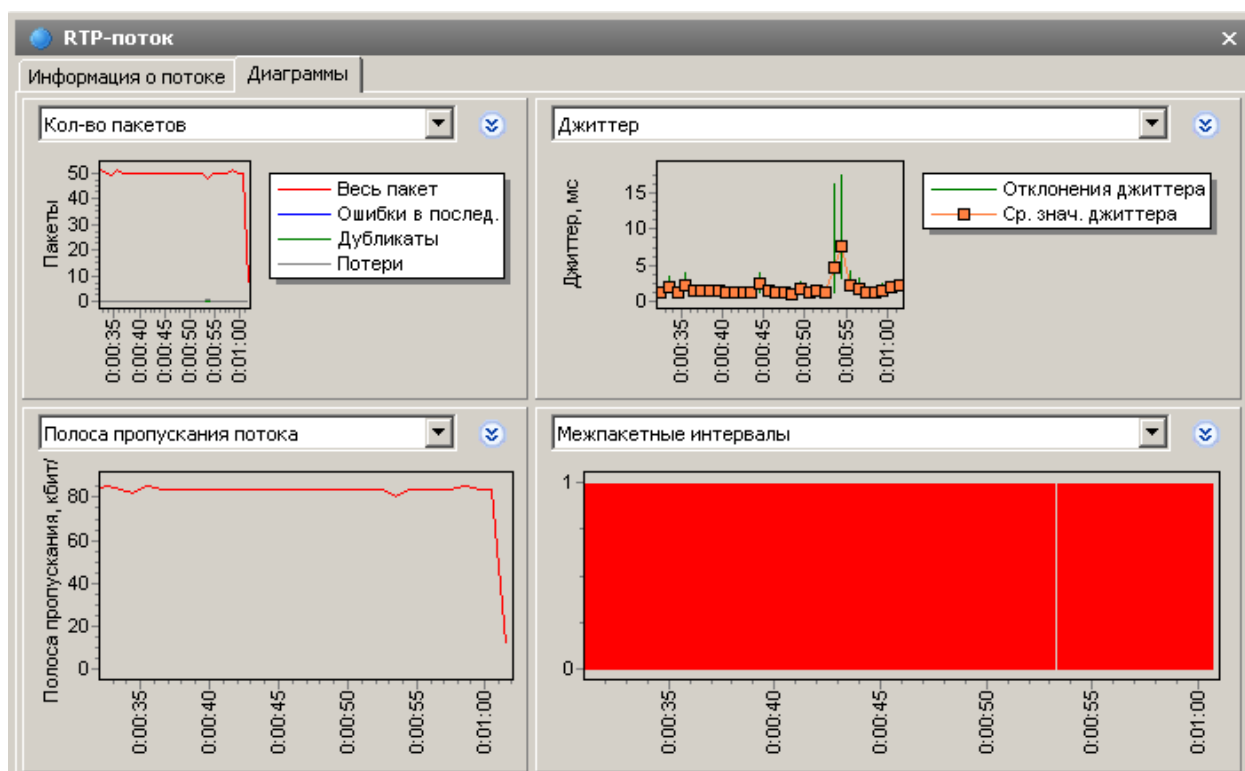 RTP-поток
Информация о потоке Диаграммы
Кол-во пакетов
Пакеты
50
40
30
20
10
0
0:00:35 0:00:40 0:00:45 0:00:50 0:00:55 0:01:00
Весь пакет
Ошибки в послед.
Дубликаты
Потери
Джиттер
Джиттер, мс
15
10
5
0
0:00:35 0:00:40 0:00:45 0:00:50 0:00:55 0:01:00
Отклонения джиттера
Ср. знач. джиттера
Полоса пропускания потока
Полоса пропускания, кбит/
80
60
40
20
0
0:00:35 0:00:40 0:00:45 0:00:50 0:00:55 0:01:00
Межпакетные интервалы
1
0
0:00:35 0:00:40 0:00:45 0:00:50 0:00:55 0:01:00